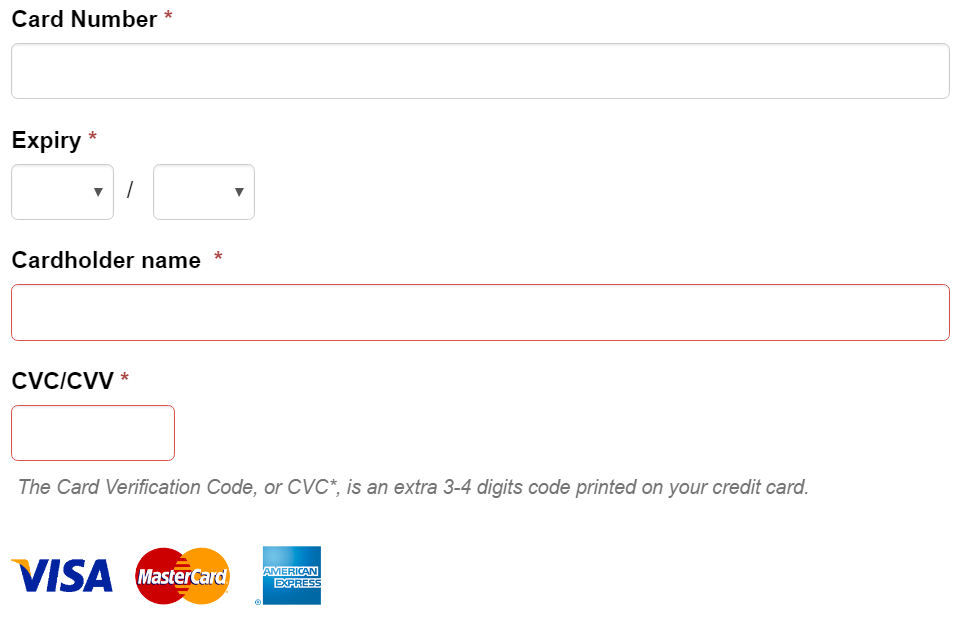 Card Number *
Expiry *
/
Cardholder name *
CVC/CVV *
The Card Verification Code, or CVC*, is an extra 3-4 digits code printed on your credit card.
VISA MasterCard AMERICAN EXPRESS ®